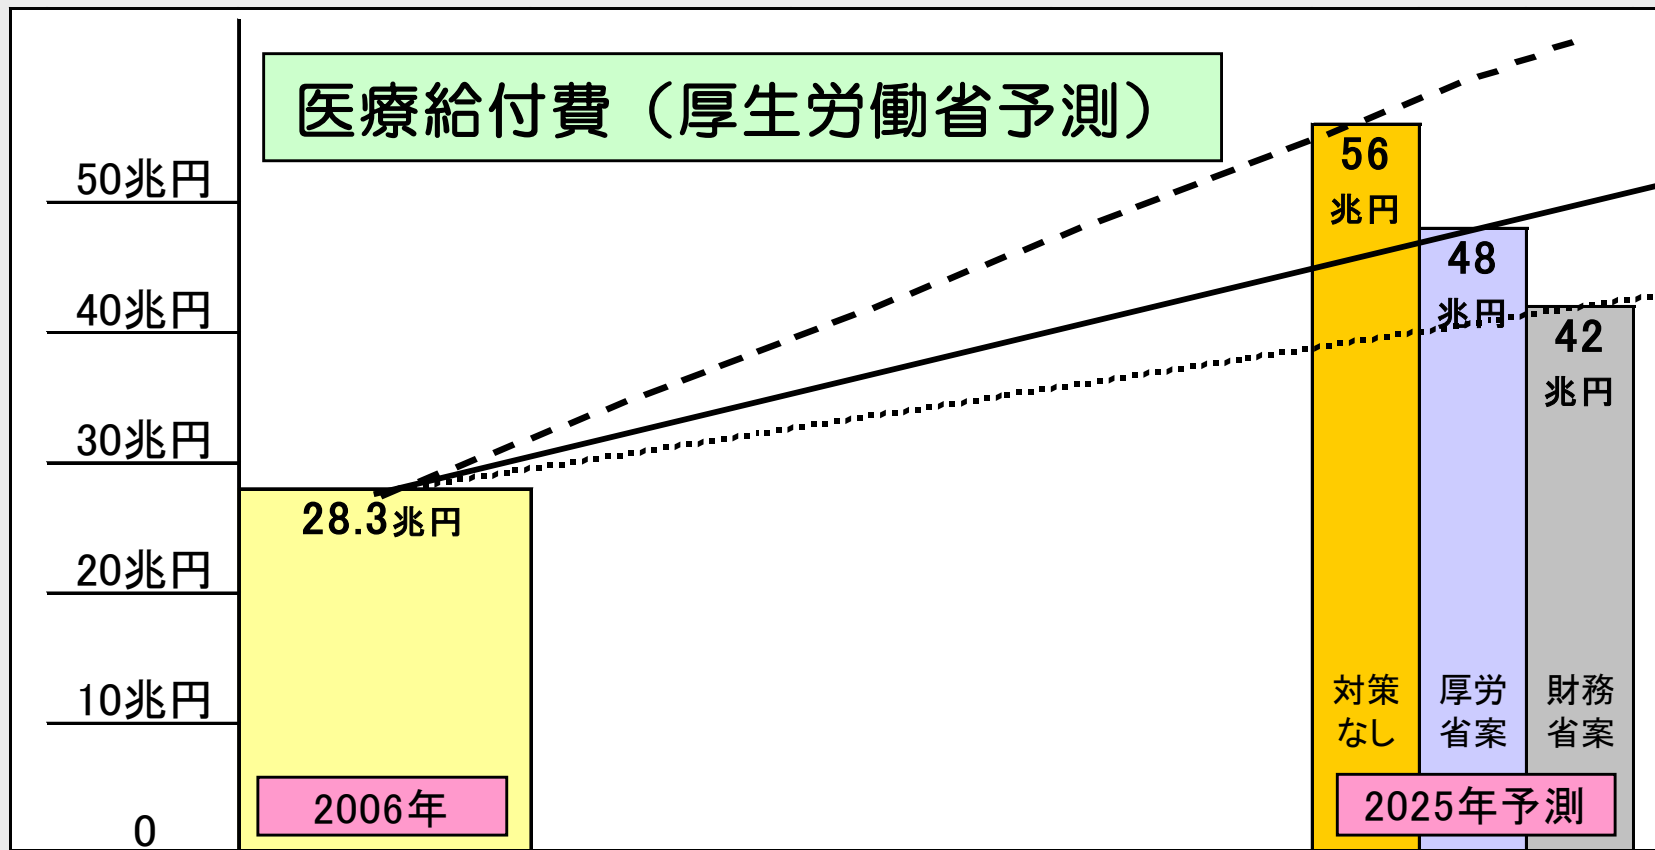 医療給付費（厚生労働省予測）
50兆円
40兆円
30兆円
20兆円
10兆円
0
28.3兆円
2006年
56
兆円
対策
なし
48
兆円
厚労
省案
42
兆円
財務
省案
2025年予測